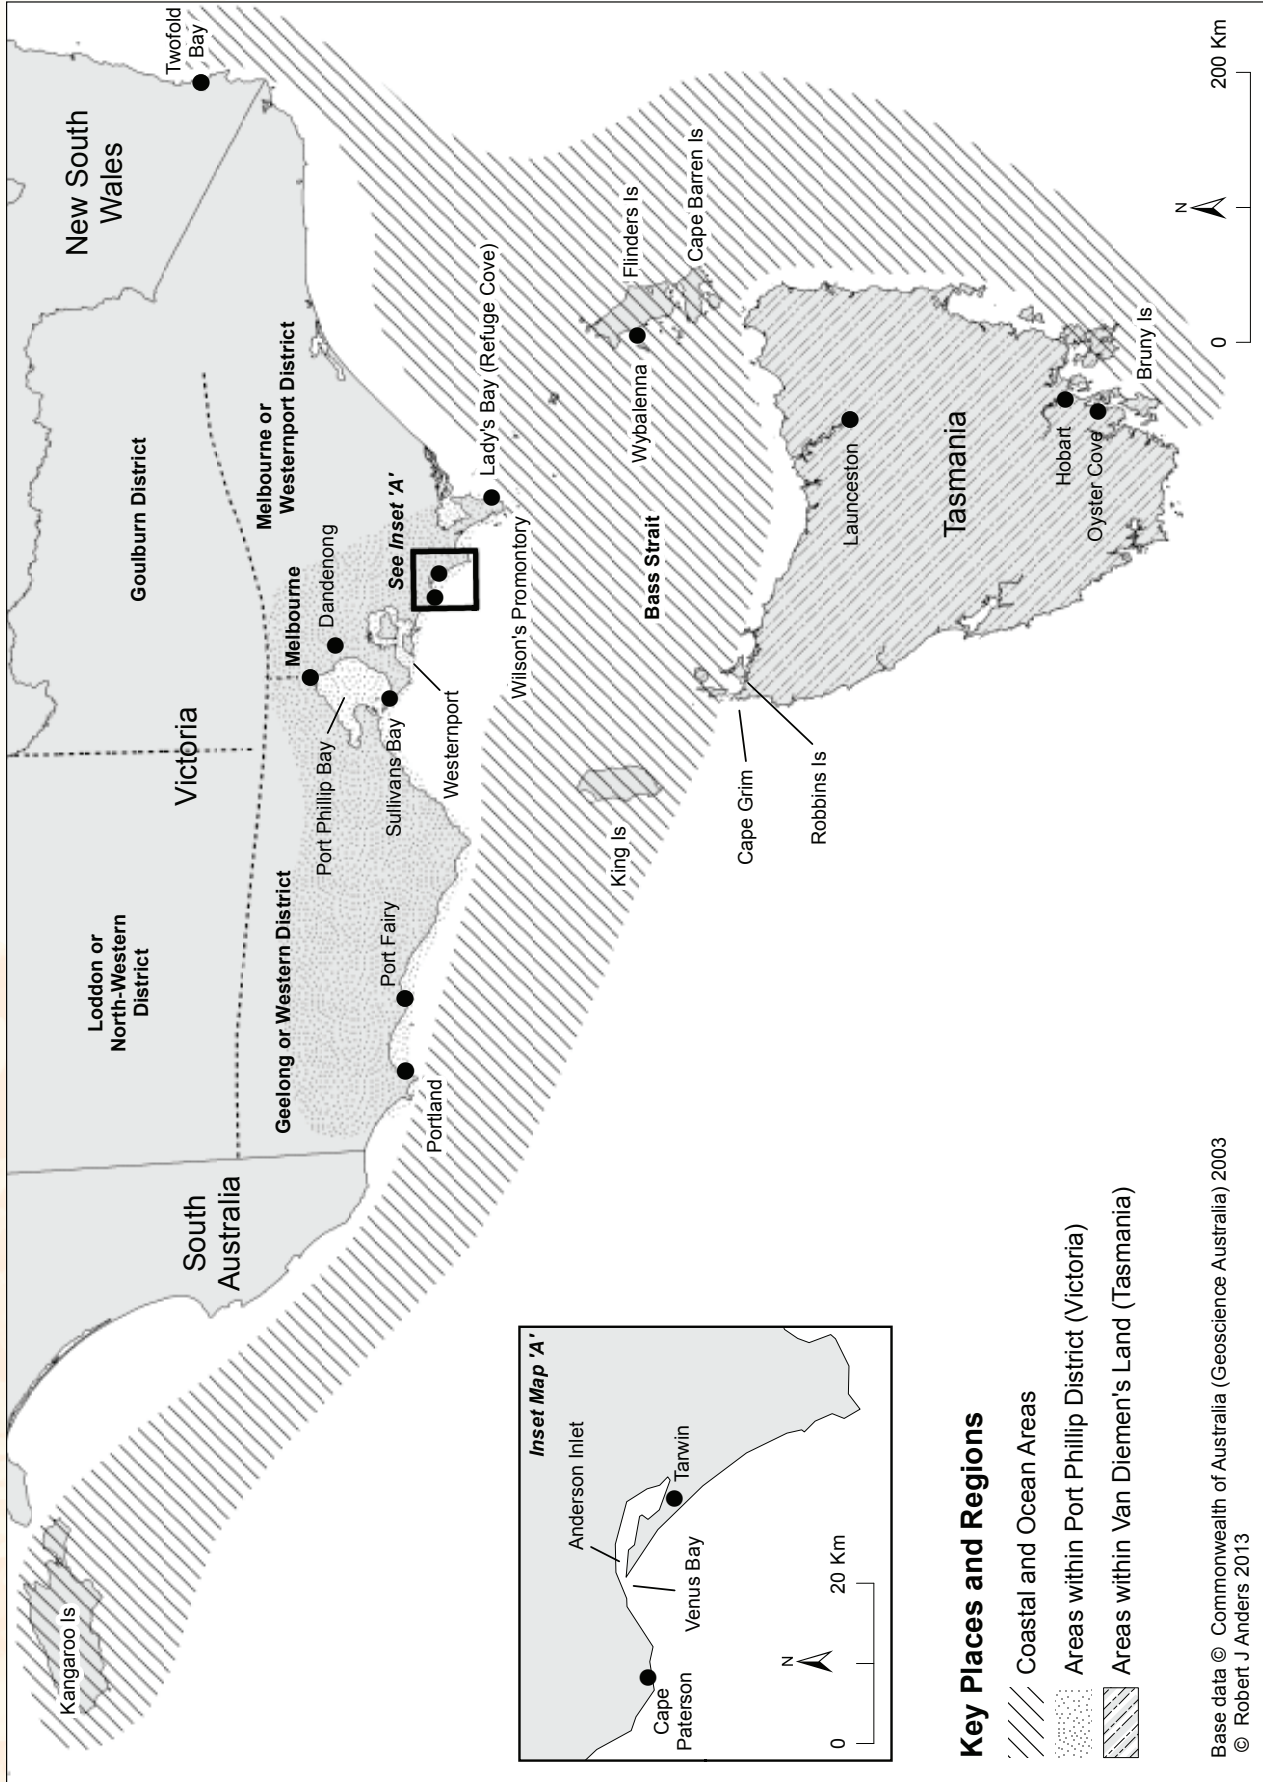 Twofold
Bay
New South
Wales
Victoria
Goulburn District
Loddon or
North-Western
District
Melbourne or
Westernport District
Geelong or Western District
South
Australia
Melbourne
Dandenong
Port Phillip Bay
Sullivans Bay
Westernport
See Inset 'A'
Lady's Bay (Refuge Cove)
Wilson's Promontory
Port Fairy
Portland
Kangaroo Is
Bass Strait
King Is
Flinders Is
Cape Barren Is
Wybalenna
Cape Grim
Robbins Is
Launceston
Tasmania
Hobart
Oyster Cove
Bruny Is
N
0
200 Km
Inset Map 'A'
Anderson Inlet
Tarwin
Venus Bay
Cape
Paterson
N
0
20 Km
Key Places and Regions
Coastal and Ocean Areas
Areas within Port Phillip District (Victoria)
Areas within Van Diemen's Land (Tasmania)
Base data © Commonwealth of Australia (Geoscience Australia) 2003
© Robert J Anders 2013